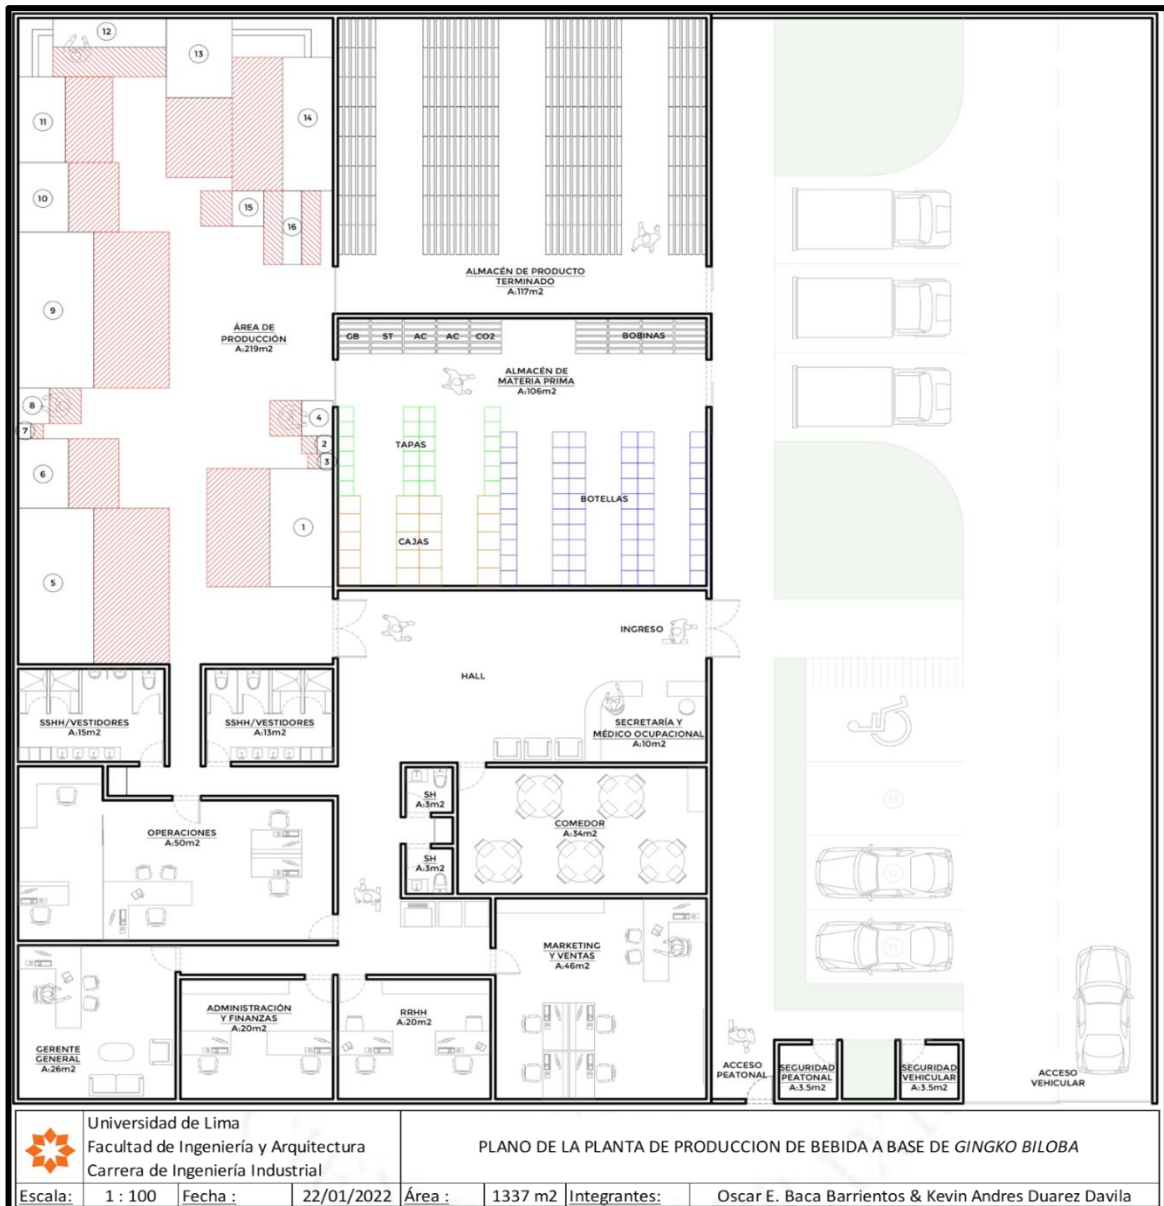 12
13
11
14
10
15
16
9
ÁREA DE
PRODUCCIÓN
A:219m2
8
7
4
2
3
6
1
5
ALMACÉN DE PRODUCTO
TERMINADO
A:117m2
GB ST AC AC CO2 BOBINAS
ALMACÉN DE
MATERIA PRIMA
A:106m2
TAPAS
BOTELLAS
CAJAS
INGRESO
HALL
SECRETARÍA Y
MÉDICO OCUPACIONAL
A:10m2
SSHH/VESTIDORES
A:15m2
SSHH/VESTIDORES
A:13m2
SH
A:3m2
COMEDOR
A:34m2
OPERACIONES
A:50m2
SH
A:3m2
MARKETING
Y VENTAS
A:46m2
ADMINISTRACIÓN
Y FINANZAS
A:20m2
RRHH
A:20m2
GERENTE
GENERAL
A:26m2
ACCESO
PEATONAL
SEGURIDAD
PEATONAL
A:3.5m2
SEGURIDAD
VEHICULAR
A:3.5m2
ACCESO
VEHICULAR
Universidad de Lima
Facultad de Ingeniería y Arquitectura
Carrera de Ingeniería Industrial
PLANO DE LA PLANTA DE PRODUCCION DE BEBIDA A BASE DE GINGKO BILOBA
Escala: 1 : 100 Fecha : 22/01/2022 Área : 1337 m2 Integrantes: Oscar E. Baca Barrientos & Kevin Andres Duarez Davila